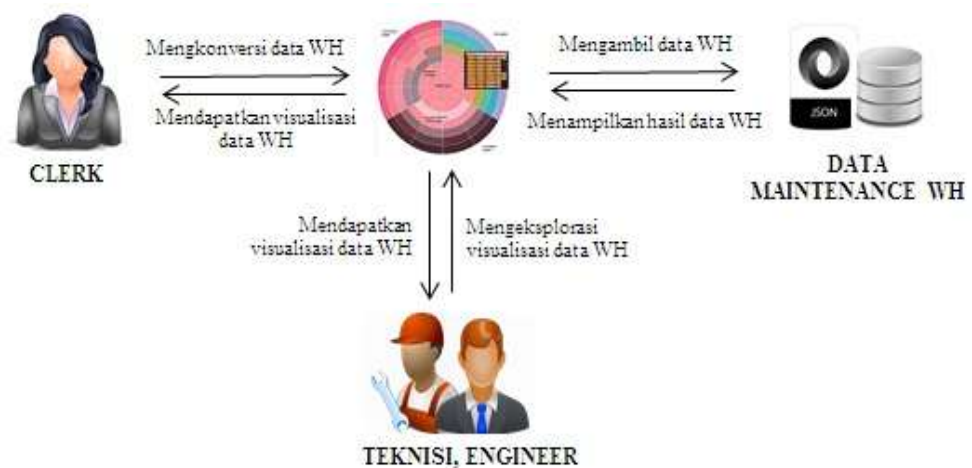 Mengkonversi data WH
Mendapatkan visualisasi
data WH
Mengambil data WH
Menampilkan hasil data WH
JSON
CLERK
DATA
MAINTENANCE WH
Mendapatkan
visualisasi data WH
Mengeksplorasi
visualisasi data WH
TEKNISI, ENGINEER